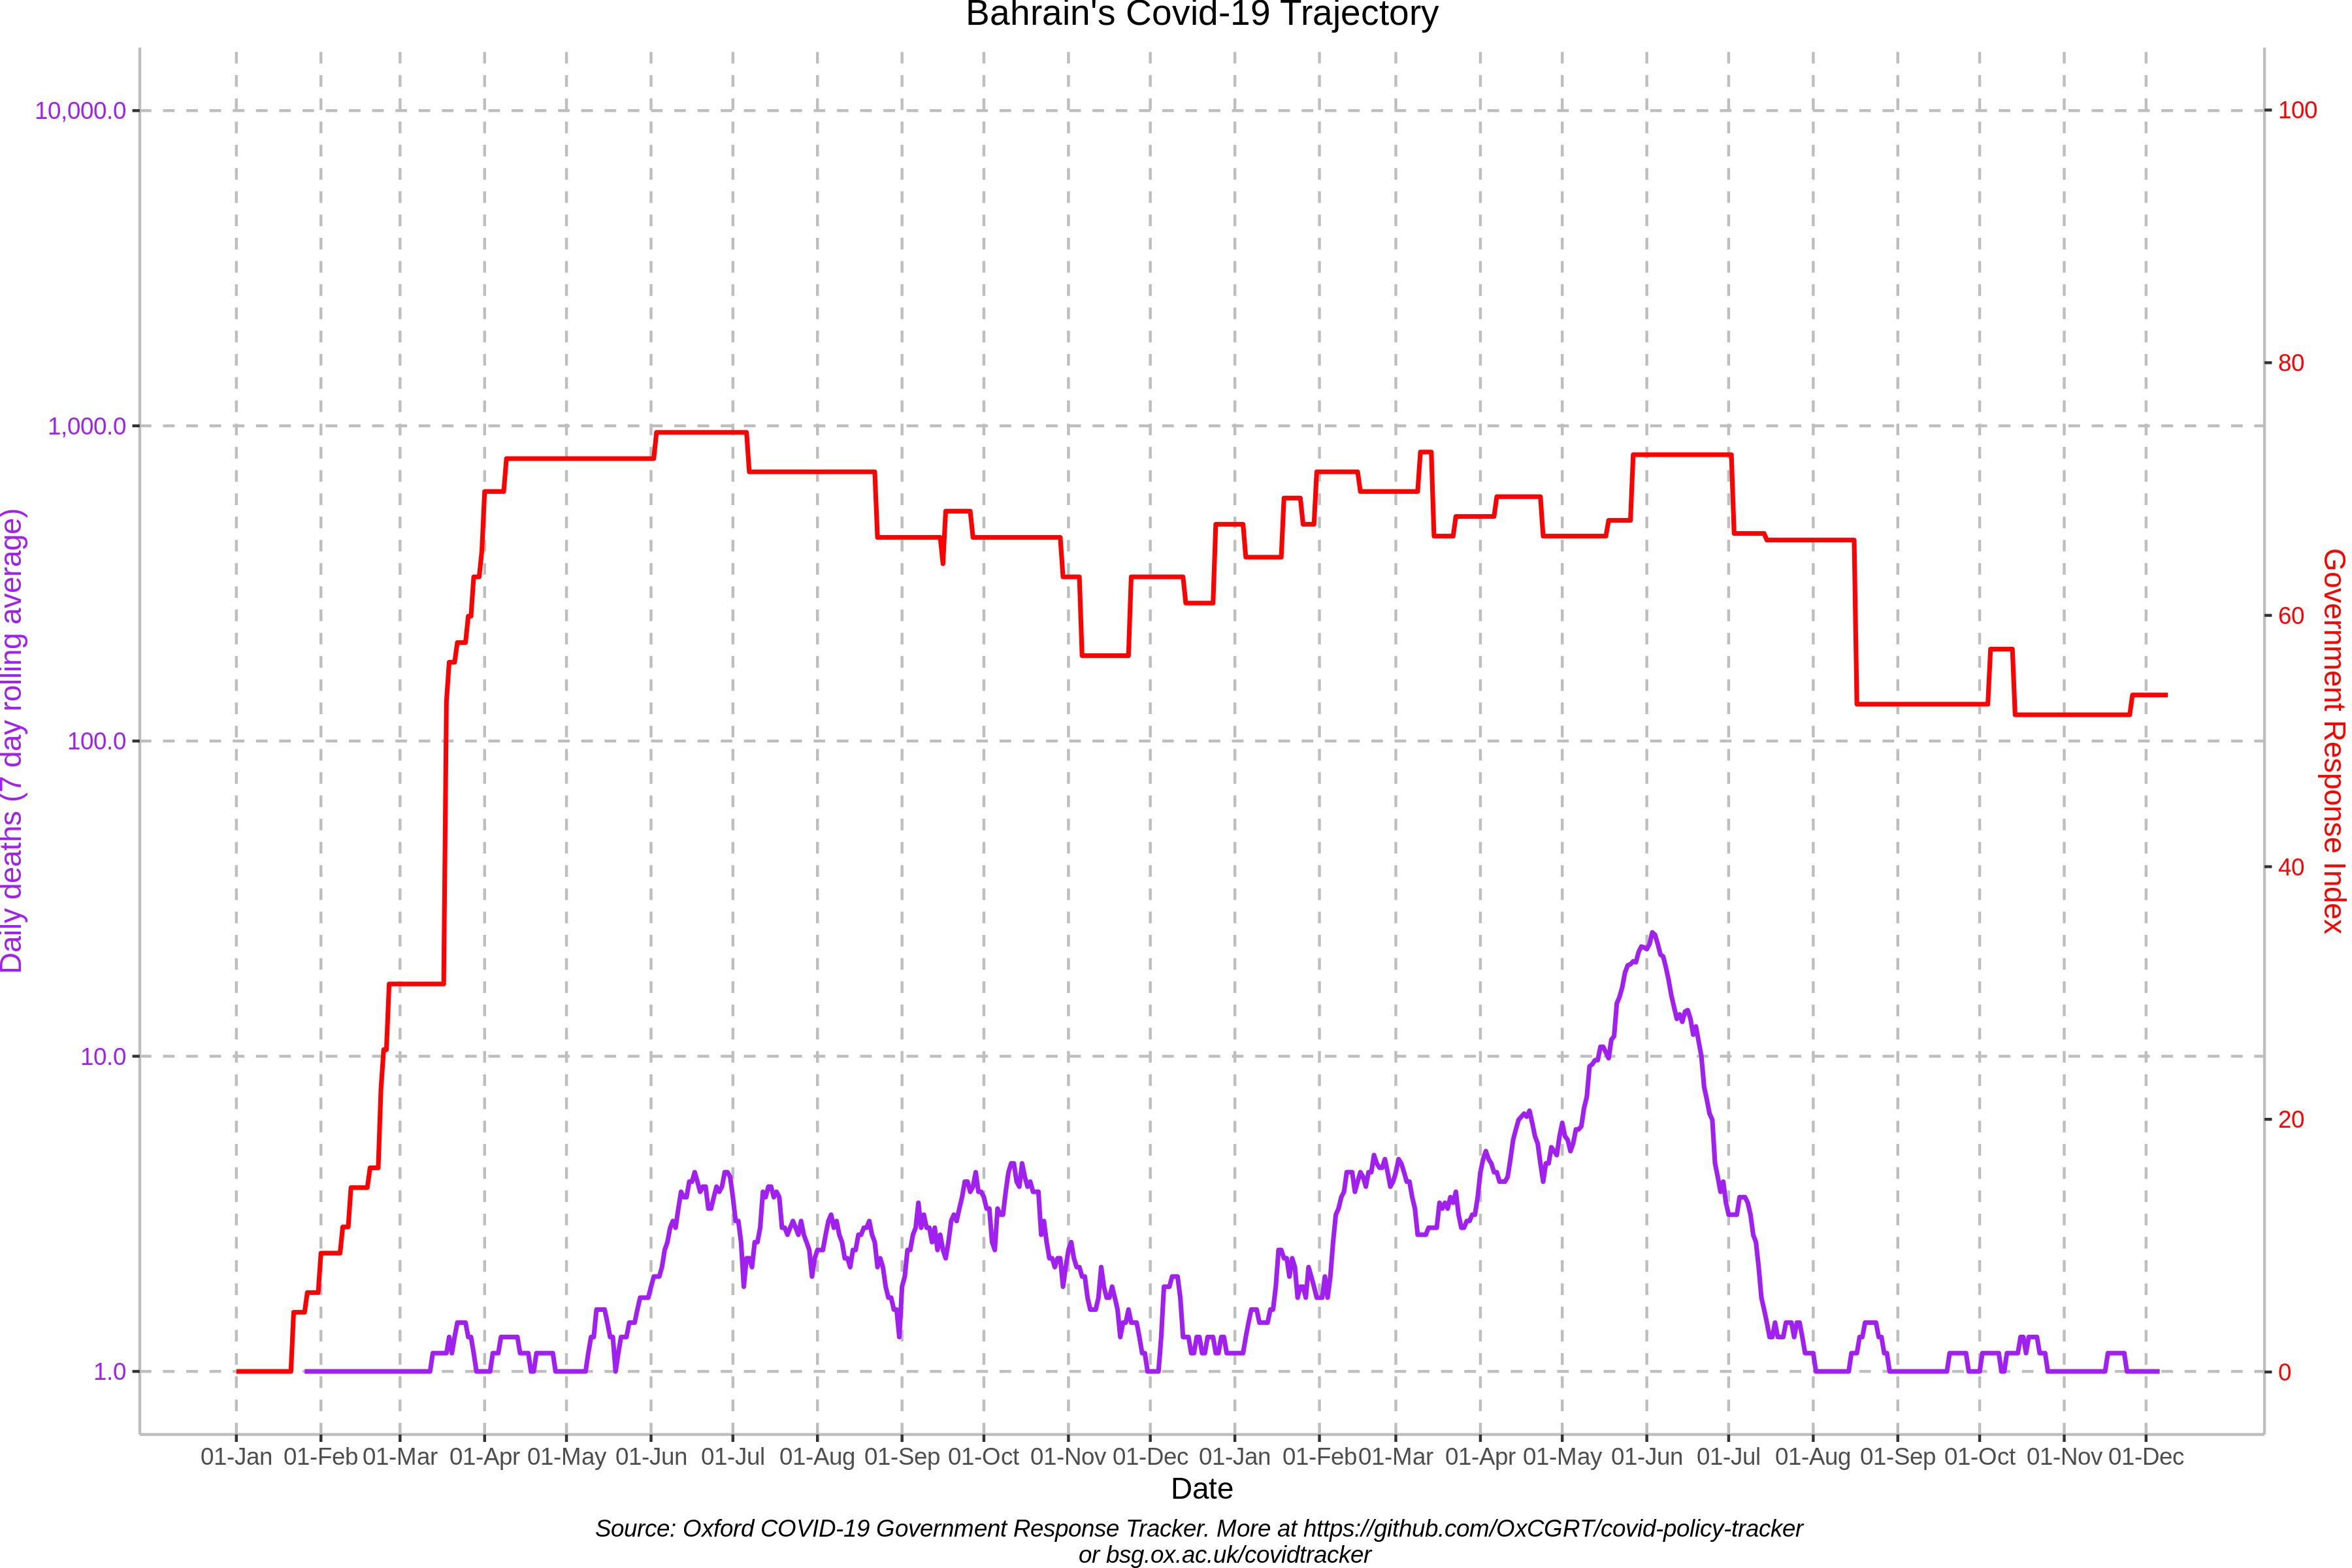 Bahrain's Covid-19 Trajectory
10,000.0
1,000.0
100.0
10.0
1.0
Daily deaths (7 day rolling average)
100
80
60
40
20
0
Government Response Index
01-Jan 01-Feb 01-Mar 01-Apr 01-May 01-Jun 01-Jul 01-Aug 01-Sep 01-Oct 01-Nov 01-Dec 01-Jan 01-Feb 01-Mar 01-Apr 01-May 01-Jun 01-Jul 01-Aug 01-Sep 01-Oct 01-Nov 01-Dec
Date
Source: Oxford COVID-19 Government Response Tracker. More at https://github.com/OxCGRT/covid-policy-tracker
or bsg.ox.ac.uk/covidtracker